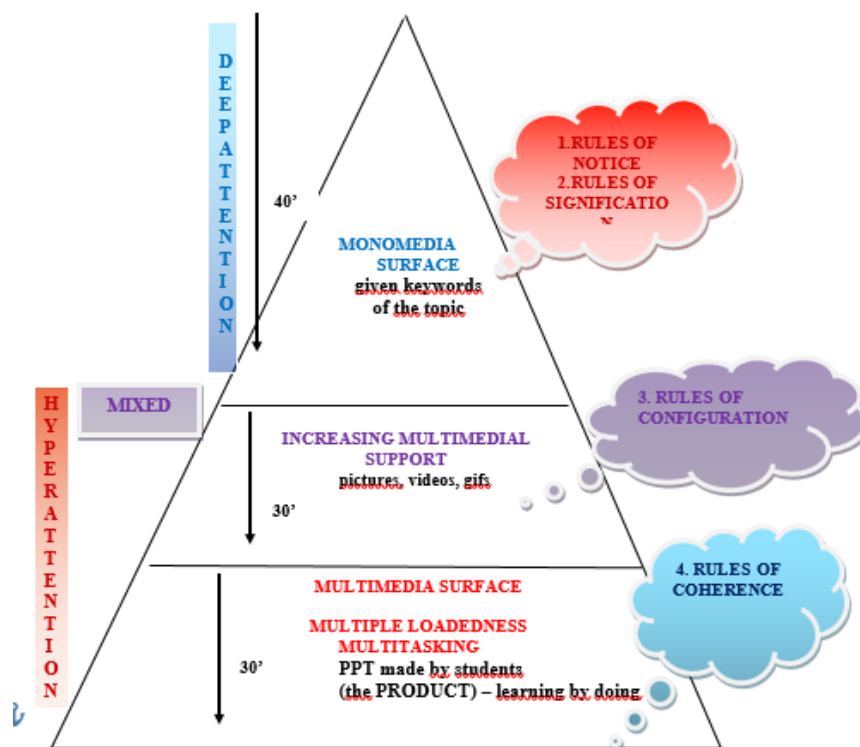 DEEPATTENTION
40’
1.RULES OF
NOTICE
2.RULES OF
SIGNIFICATIO
N
MONOMEDIA
SURFACE
given keywords
of the topic
HYPERATTENTION
MIXED
3. RULES OF
CONFIGURATION
INCREASING MULTIMEDIAL
SUPPORT
pictures, videos, gifs
30’
4. RULES OF
COHERENCE
MULTIMEDIA SURFACE
MULTIPLE LOADEDNESS
MULTITASKING
30’
PPT made by students
(the PRODUCT) – learning by doing